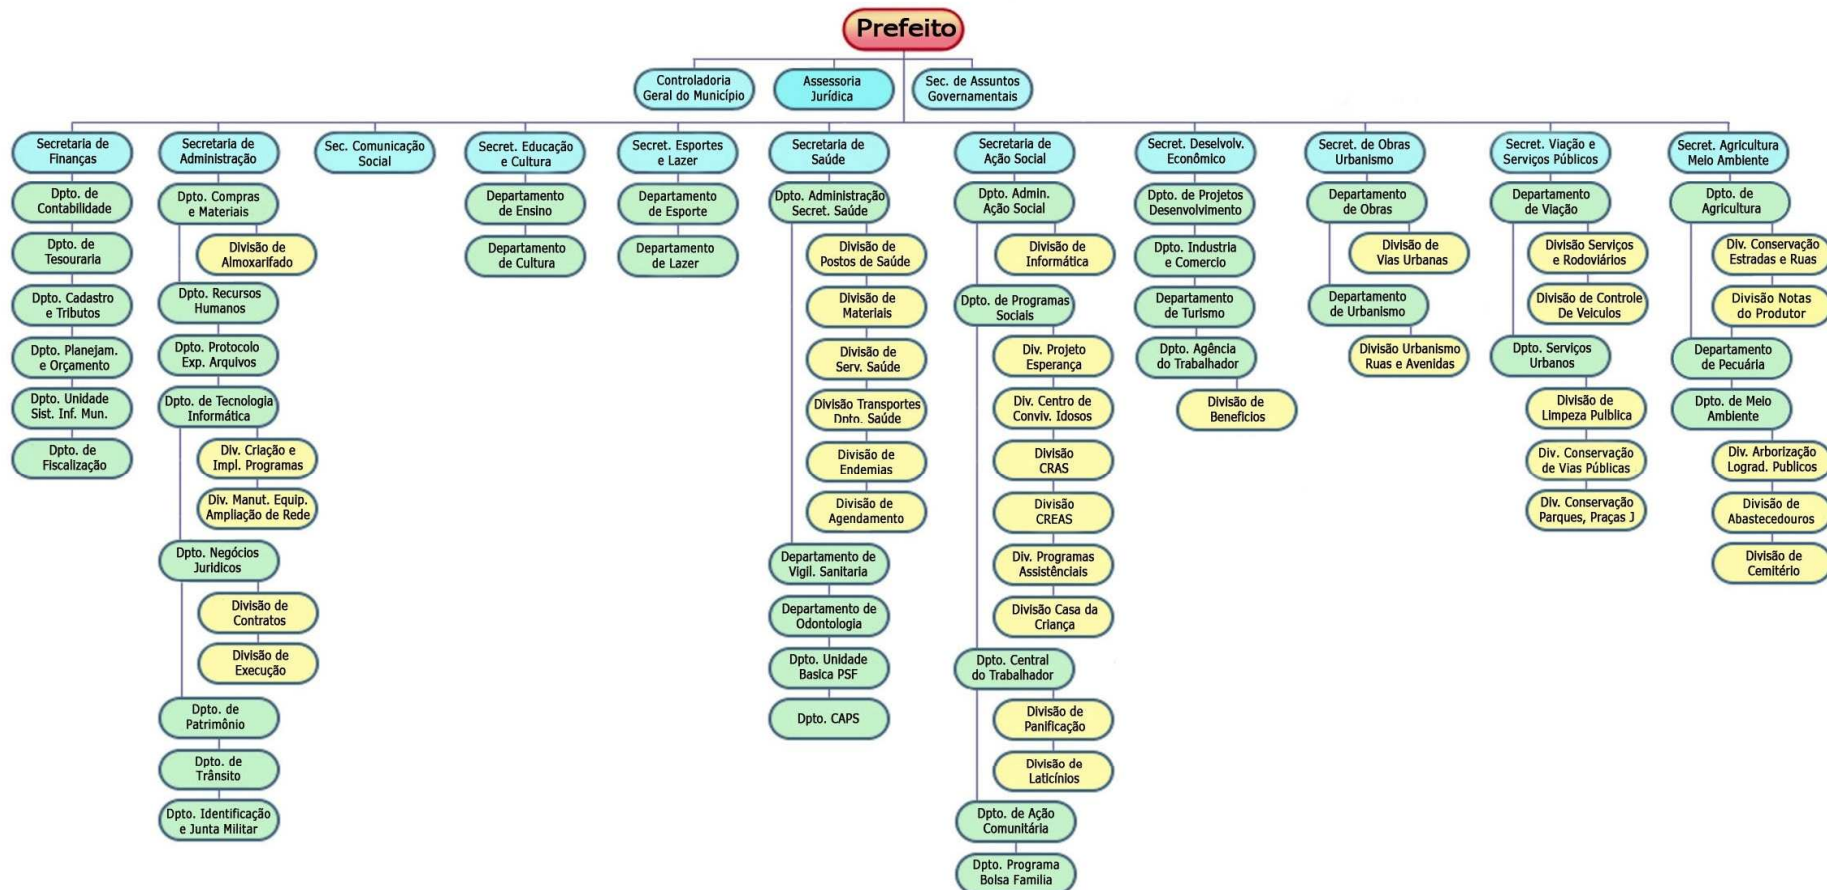 Prefeito
Controladoria
Geral do Município
Assessoria
Jurídica
Sec. de Assuntos
Governamentais
Secretaria de
Finanças
Dpto. de
Contabilidade
Dpto. de
Tesouraria
Dpto. Cadastro
e Tributos
Dpto. Planejam.
e Orçamento
Dpto. Unidade
Sist. Inf. Mun.
Dpto. de
Fiscalização
Secretaria de
Administração
Dpto. Compras
e Materiais
Divisão de
Almoxarifado
Dpto. Recursos
Humanos
Dpto. Protocolo
Exp. Arquivos
Dpto. de Tecnologia
Informática
Div. Criação e
Impl. Programas
Div. Manut. Equip.
Ampliação de Rede
Dpto. Negócios
Juridicos
Divisão de
Contratos
Divisão de
Execução
Dpto. de
Patrimônio
Dpto. de
Trânsito
Dpto. Identificação
e Junta Militar
Sec. Comunicação
Social
Secret. Educação
e Cultura
Departamento
de Ensino
Departamento
de Cultura
Secret. Esportes
e Lazer
Departamento
de Esporte
Departamento
de Lazer
Secretaria de
Saúde
Dpto. Administração
Secret. Saúde
Divisão de
Postos de Saúde
Divisão de
Materiais
Divisão de
Serv. Saúde
Divisão Transportes
Dpto. Saúde
Divisão de
Endemias
Divisão de
Agendamento
Departamento de
Vigil. Sanitaria
Departamento de
Odontologia
Dpto. Unidade
Basica PSF
Dpto. CAPS
Secretaria de
Ação Social
Dpto. Admin.
Ação Social
Divisão de
Informática
Dpto. de Programas
Sociais
Div. Projeto
Esperança
Div. Centro de
Conviv. Idosos
Divisão
CRAS
Divisão
CREAS
Div. Programas
Assistênciais
Divisão Casa da
Criança
Dpto. Central
do Trabalhador
Divisão de
Panificação
Divisão de
Laticínios
Dpto. de Ação
Comunitária
Dpto. Programa
Bolsa Familia
Secret. Deselvolv.
Econômico
Dpto. de Projetos
Desenvolvimento
Dpto. Industria
e Comercio
Departamento
de Turismo
Dpto. Agência
do Trabalhador
Divisão de
Beneficios
Secret. de Obras
Urbanismo
Departamento
de Obras
Divisão de
Vias Urbanas
Departamento
de Urbanismo
Divisão Urbanismo
Ruas e Avenidas
Secret. Viação e
Serviços Públicos
Departamento
de Viação
Divisão Serviços
e Rodoviários
Divisão de Controle
De Veiculos
Dpto. Serviços
Urbanos
Divisão de
Limpeza Pulblica
Div. Conservação
de Vias Públicas
Div. Conservação
Parques, Praças J
Secret. Agricultura
Meio Ambiente
Dpto. de
Agricultura
Div. Conservação
Estradas e Ruas
Divisão Notas
do Produtor
Departamento
de Pecuária
Dpto. de Meio
Ambiente
Div. Arborização
Lograd. Publicos
Divisão de
Abastecedouros
Divisão de
Cemitério